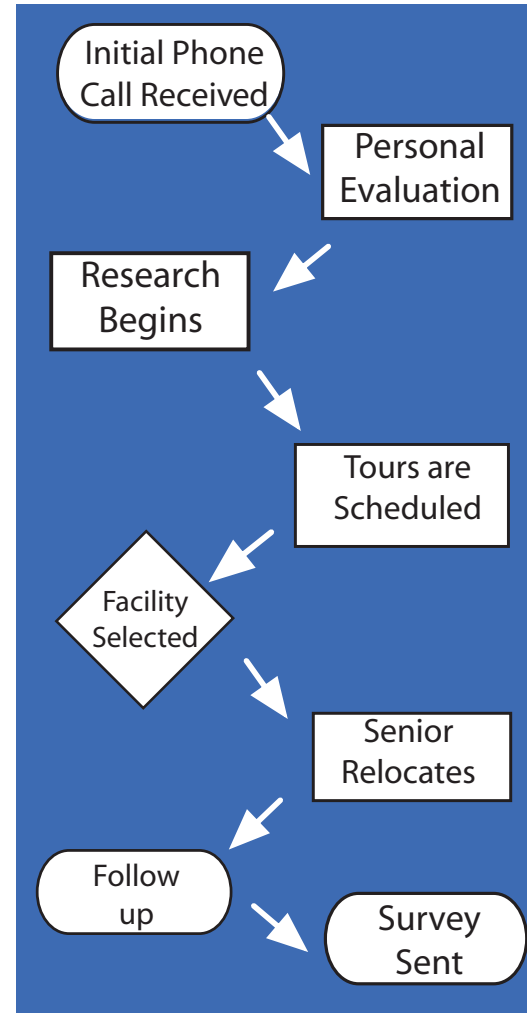 Initial Phone
Call Received
Personal
Evaluation
Research
Begins
Tours are
Scheduled
Facility
Selected
Senior
Relocates
Follow
up
Survey
Sent